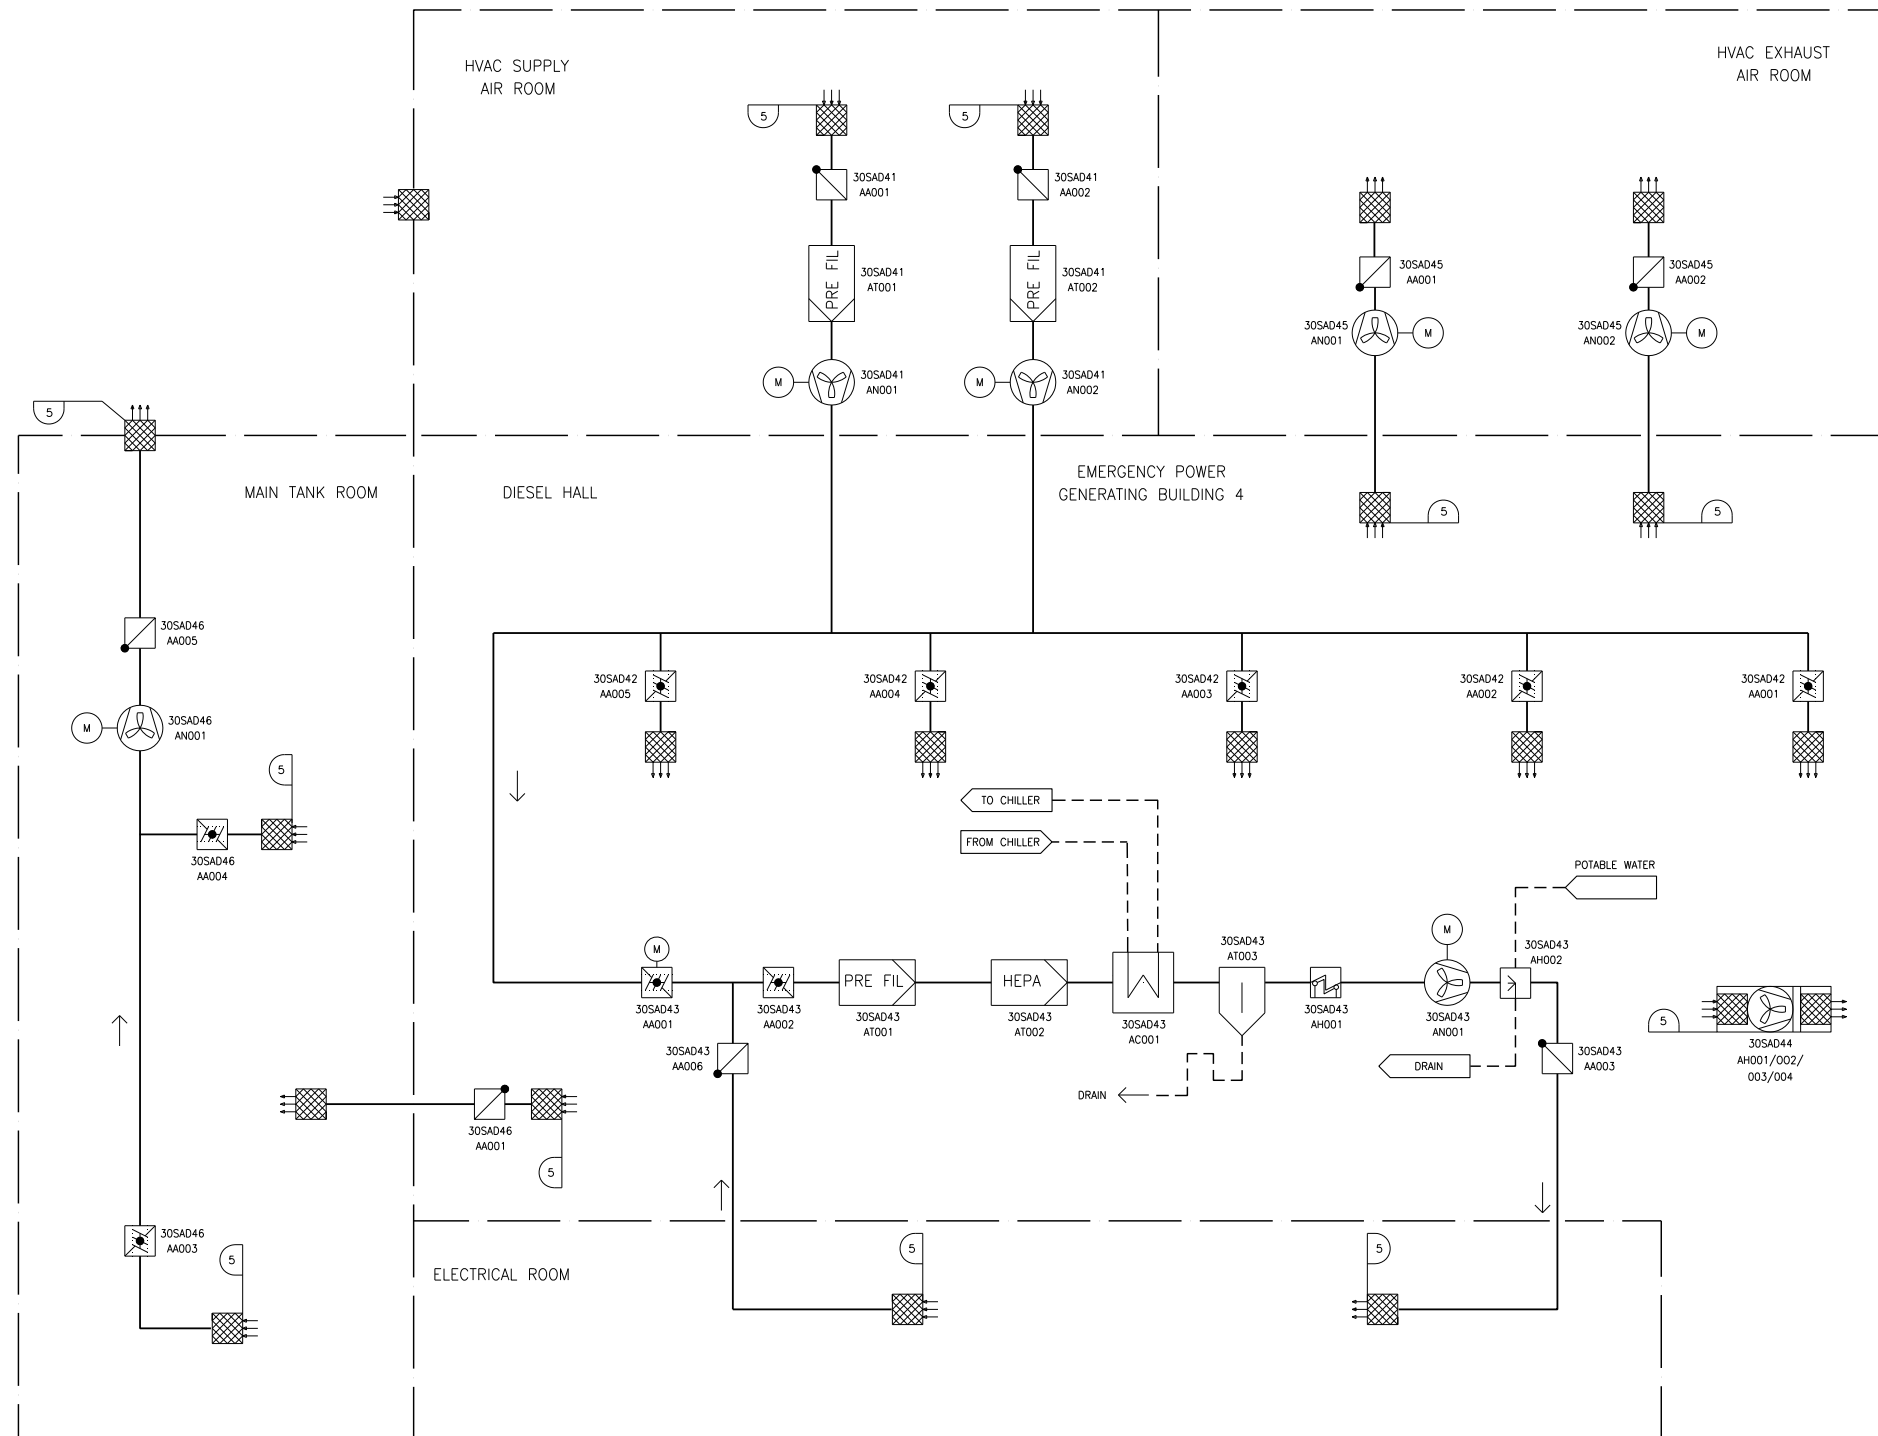 HVAC SUPPLY
AIR ROOM
HVAC EXHAUST
AIR ROOM
5
5
30SAD41
AA001
30SAD41
AA002
PRE FIL
30SAD41
AT001
PRE FIL
30SAD41
AT002
30SAD45
AA001
30SAD45
AA002
30SAD45
AN001
M
30SAD45
AN002
M
M
30SAD41
AN001
M
30SAD41
AN002
5
MAIN TANK ROOM
DIESEL HALL
EMERGENCY POWER
GENERATING BUILDING 4
5
5
30SAD46
AA005
30SAD42
AA005
30SAD42
AA004
30SAD42
AA003
30SAD42
AA002
30SAD42
AA001
M
30SAD46
AN001
5
30SAD46
AA004
TO CHILLER
FROM CHILLER
POTABLE WATER
M
30SAD43
AA001
30SAD43
AA002
PRE FIL
30SAD43
AT001
HEPA
30SAD43
AT002
30SAD43
AC001
30SAD43
AT003
30SAD43
AH001
M
30SAD43
AN001
30SAD43
AH002
5
30SAD44
AH001/002/
003/004
30SAD43
AA006
DRAIN
DRAIN
30SAD43
AA003
30SAD46
AA001
5
30SAD46
AA003
5
ELECTRICAL ROOM
5
5